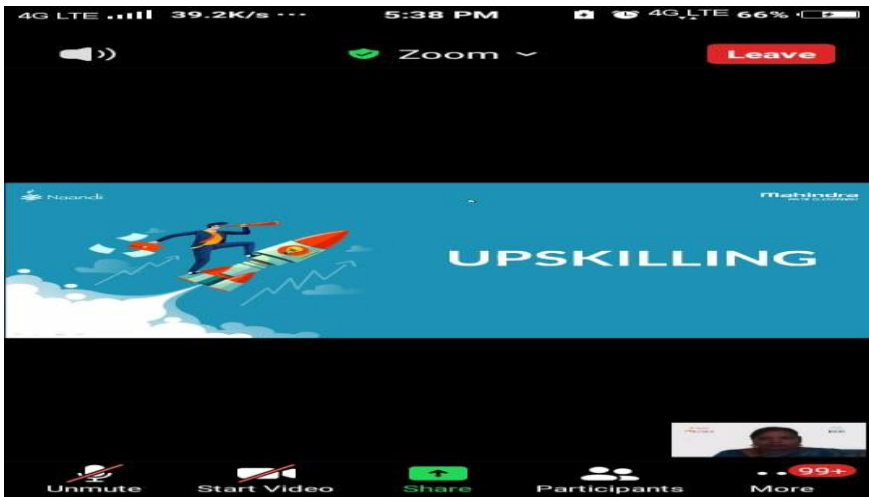 4G LTE 39.2K/s ... 5:38 PM 4G LTE 66%
Zoom Leave
Naandi Mahindra
UPSKILLING
99+
Unmute Start Video Share Participants More